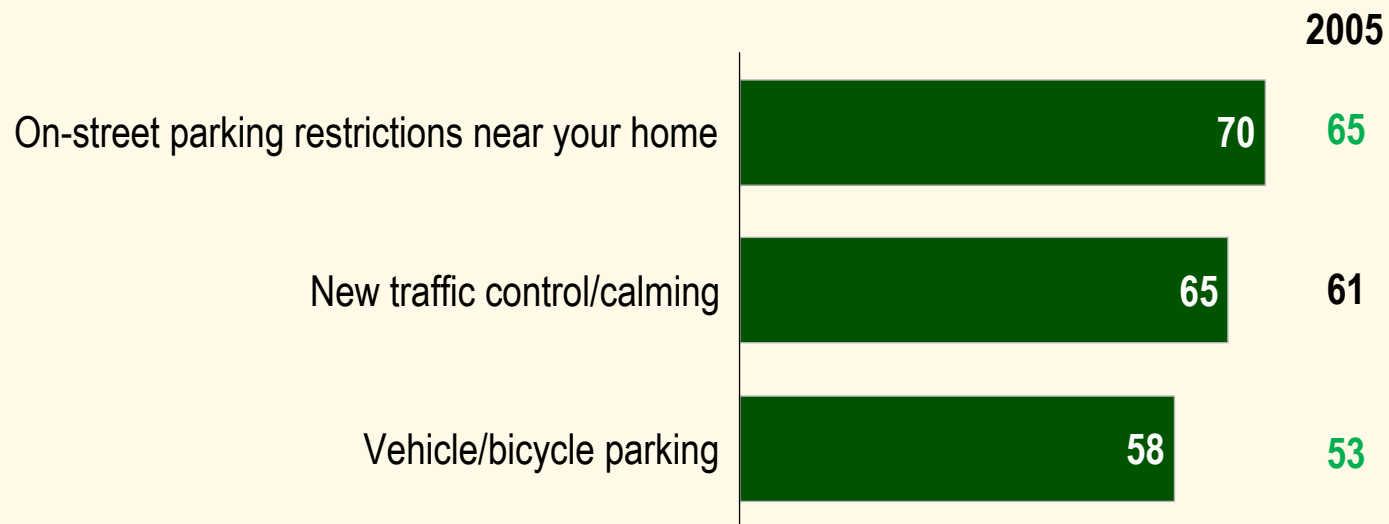 2005
On-street parking restrictions near your home 70 65
New traffic control/calming 65 61
Vehicle/bicycle parking 58 53